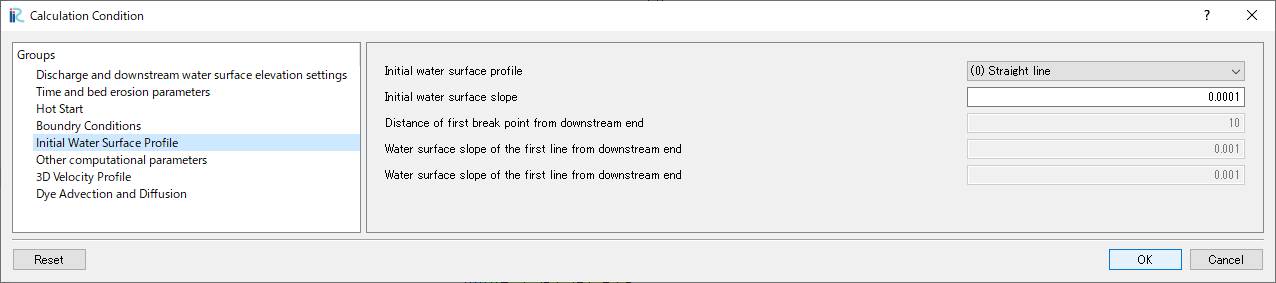 Calculation Condition
?
Groups
Discharge and downstream water surface elevation settings
Time and bed erosion parameters
Hot Start
Boundry Conditions
Initial Water Surface Profile
Other computational parameters
3D Velocity Profile
Dye Advection and Diffusion
Initial water surface profile
(0) Straight line
Initial water surface slope
0.0001
Distance of first break point from downstream end
10
Water surface slope of the first line from downstream end
0.001
Water surface slope of the first line from downstream end
0.001
Reset
OK
Cancel